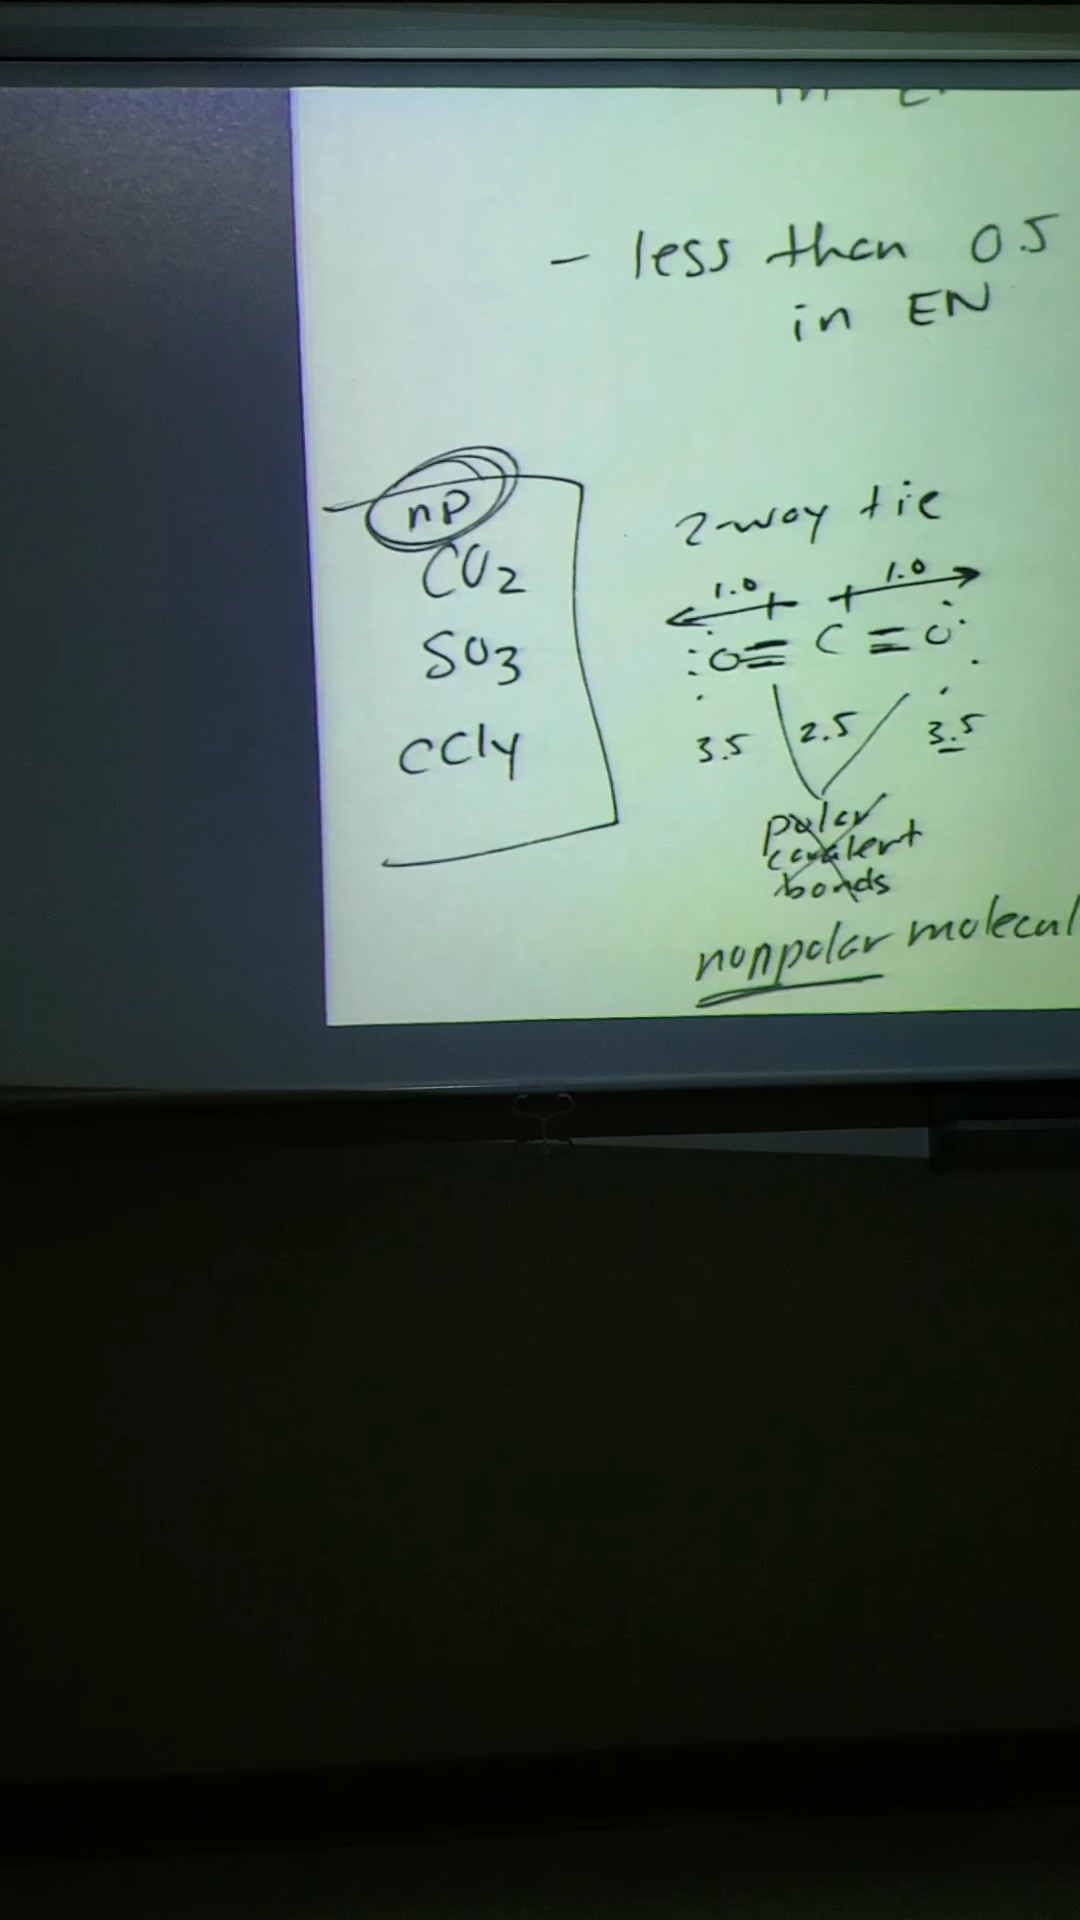 - less than 0.5
in EN
np
CO2
SO3
CCl4
2-way tie
1.0 1.0
O = C = O
3.5 2.5 3.5
polar
covalent
bonds
nonpolar molecul